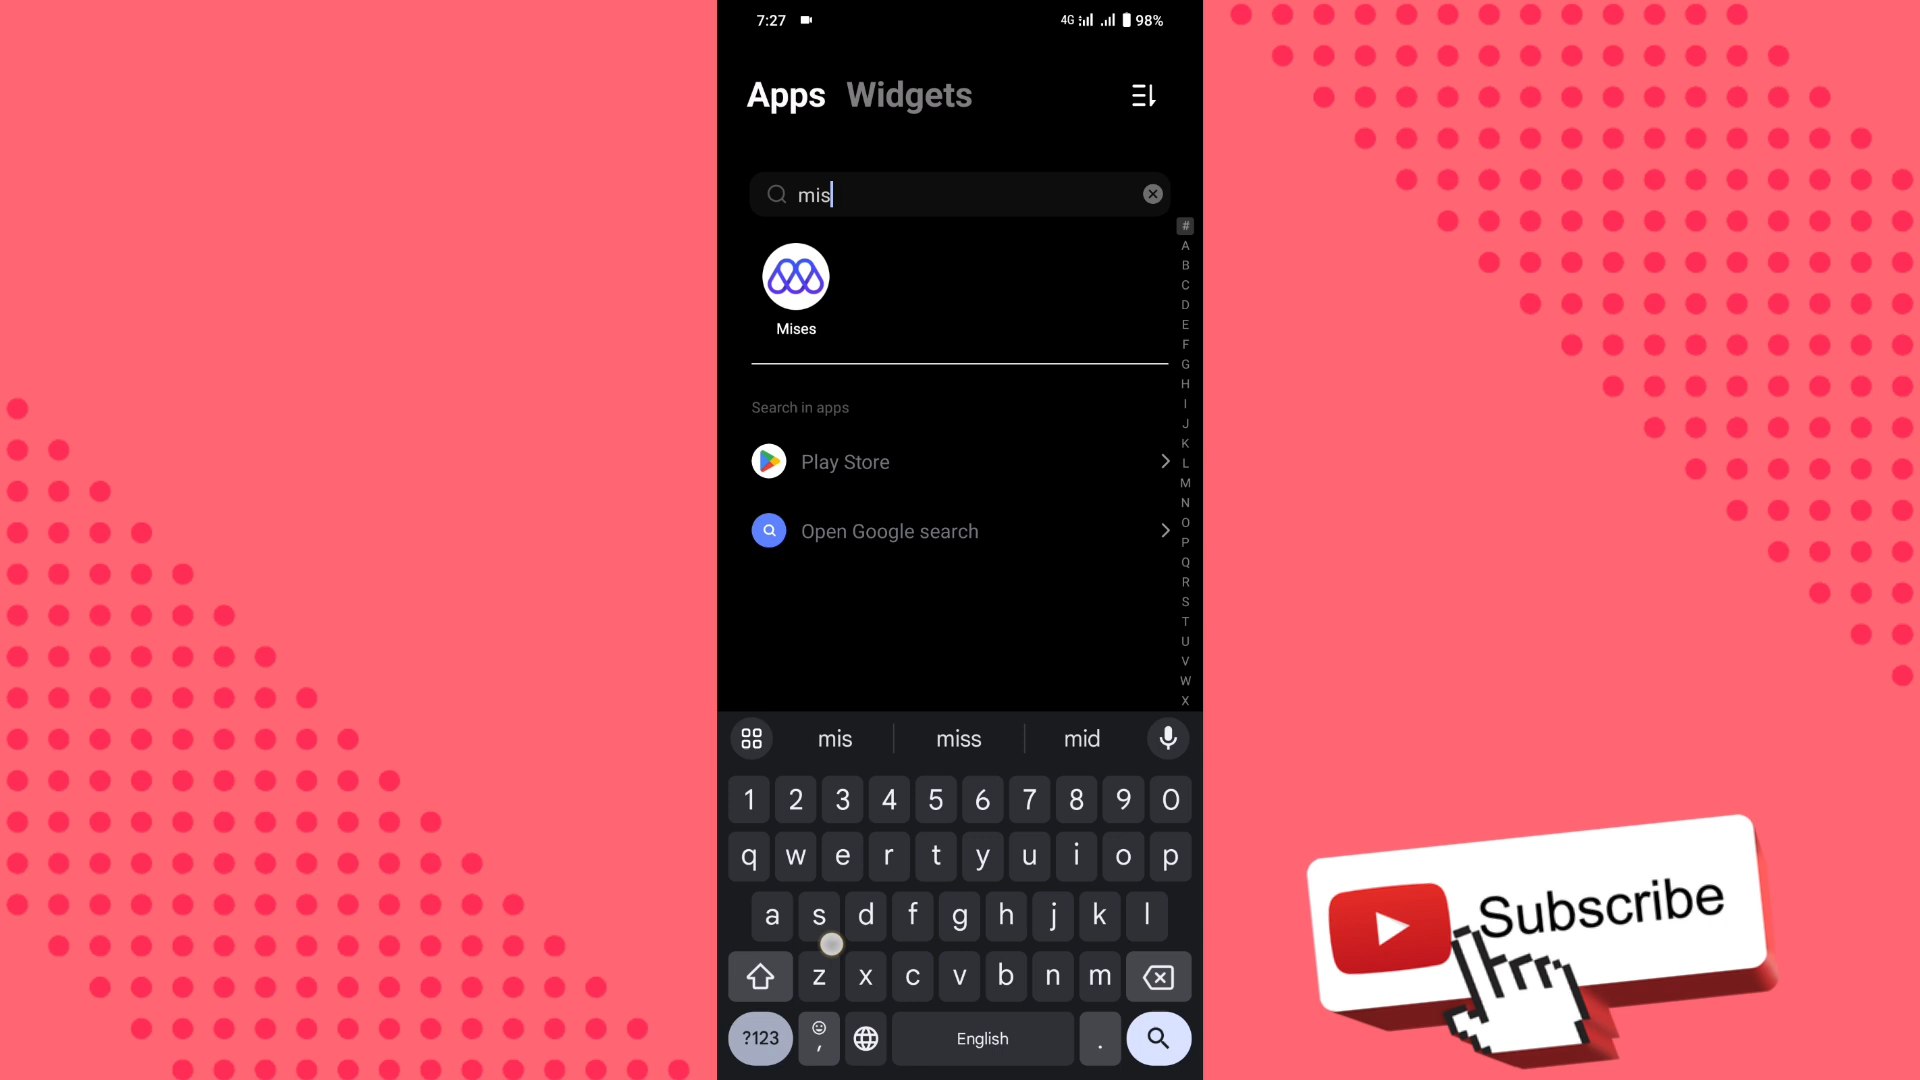 7:27 4G 98%
Apps Widgets
mis
Mises
Search in apps
Play Store
Open Google search
#
A
B
C
D
E
F
G
H
I
J
K
L
M
N
O
P
Q
R
S
T
U
V
W
X
mis miss mid
1 2 3 4 5 6 7 8 9 0
q w e r t y u i o p
a s d f g h j k l
z x c v b n m
?123 , English .
Subscribe